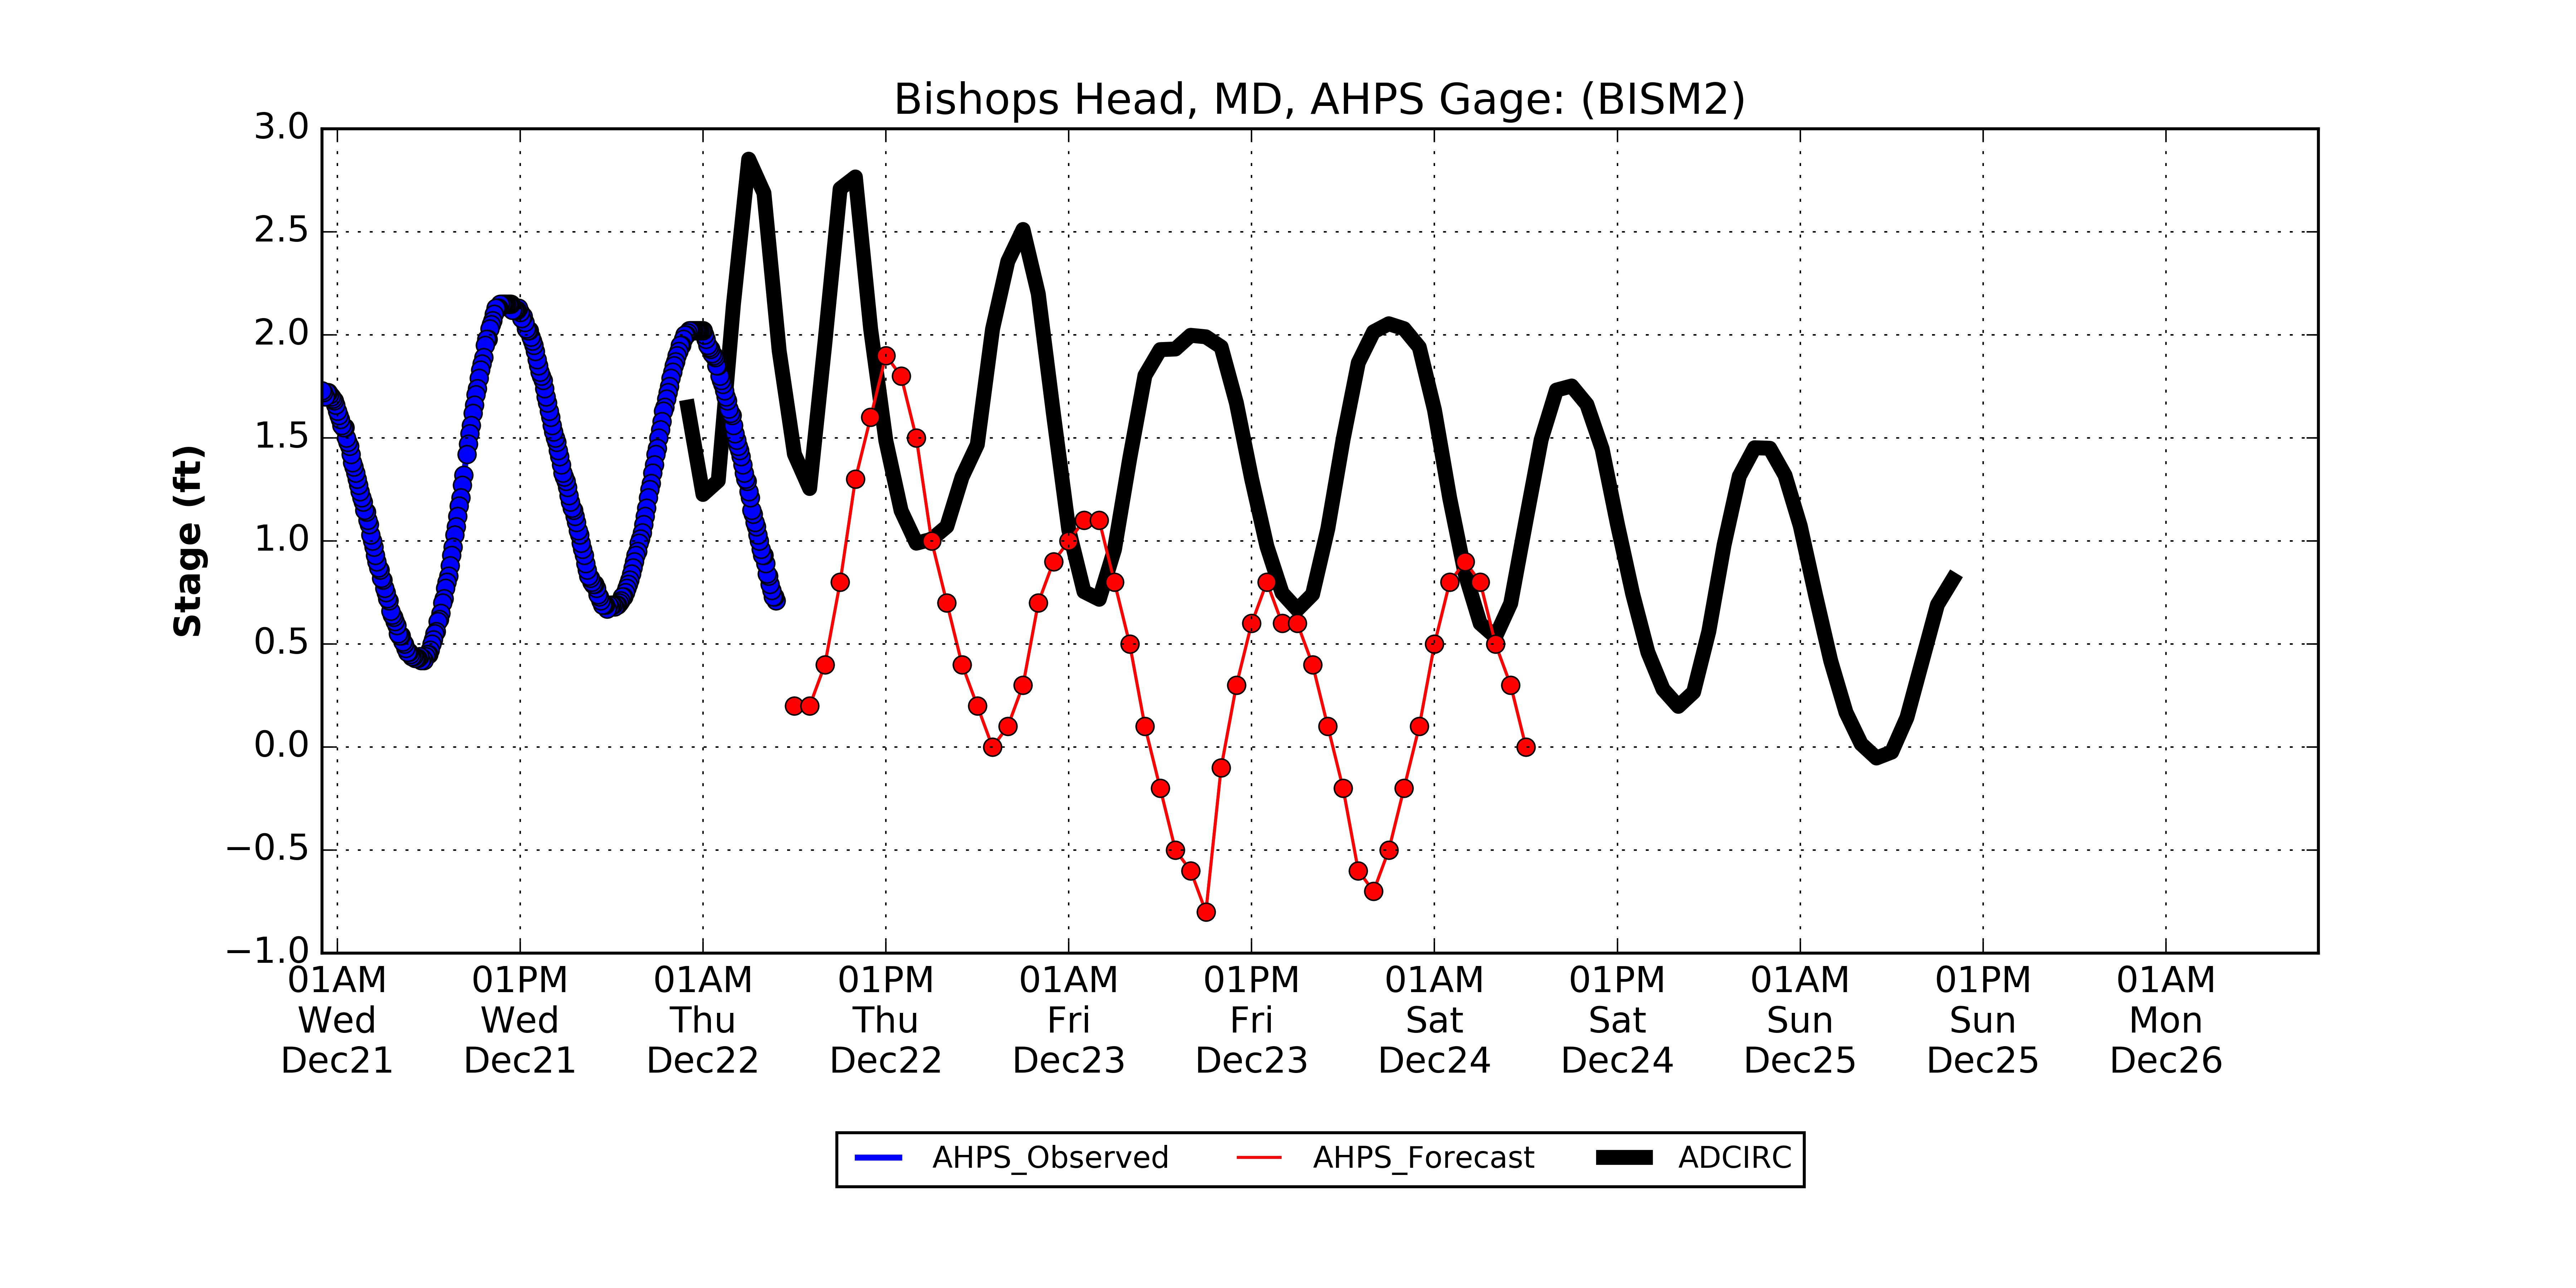 Bishops Head, MD, AHPS Gage: (BISM2)
3.0
2.5
2.0
1.5
1.0
0.5
0.0
−0.5
−1.0
Stage (ft)
01AM 01PM 01AM 01PM 01AM 01PM 01AM 01PM 01AM 01PM 01AM
Wed Wed Thu Thu Fri Fri Sat Sat Sun Sun Mon
Dec21 Dec21 Dec22 Dec22 Dec23 Dec23 Dec24 Dec24 Dec25 Dec25 Dec26
AHPS_Observed AHPS_Forecast ADCIRC